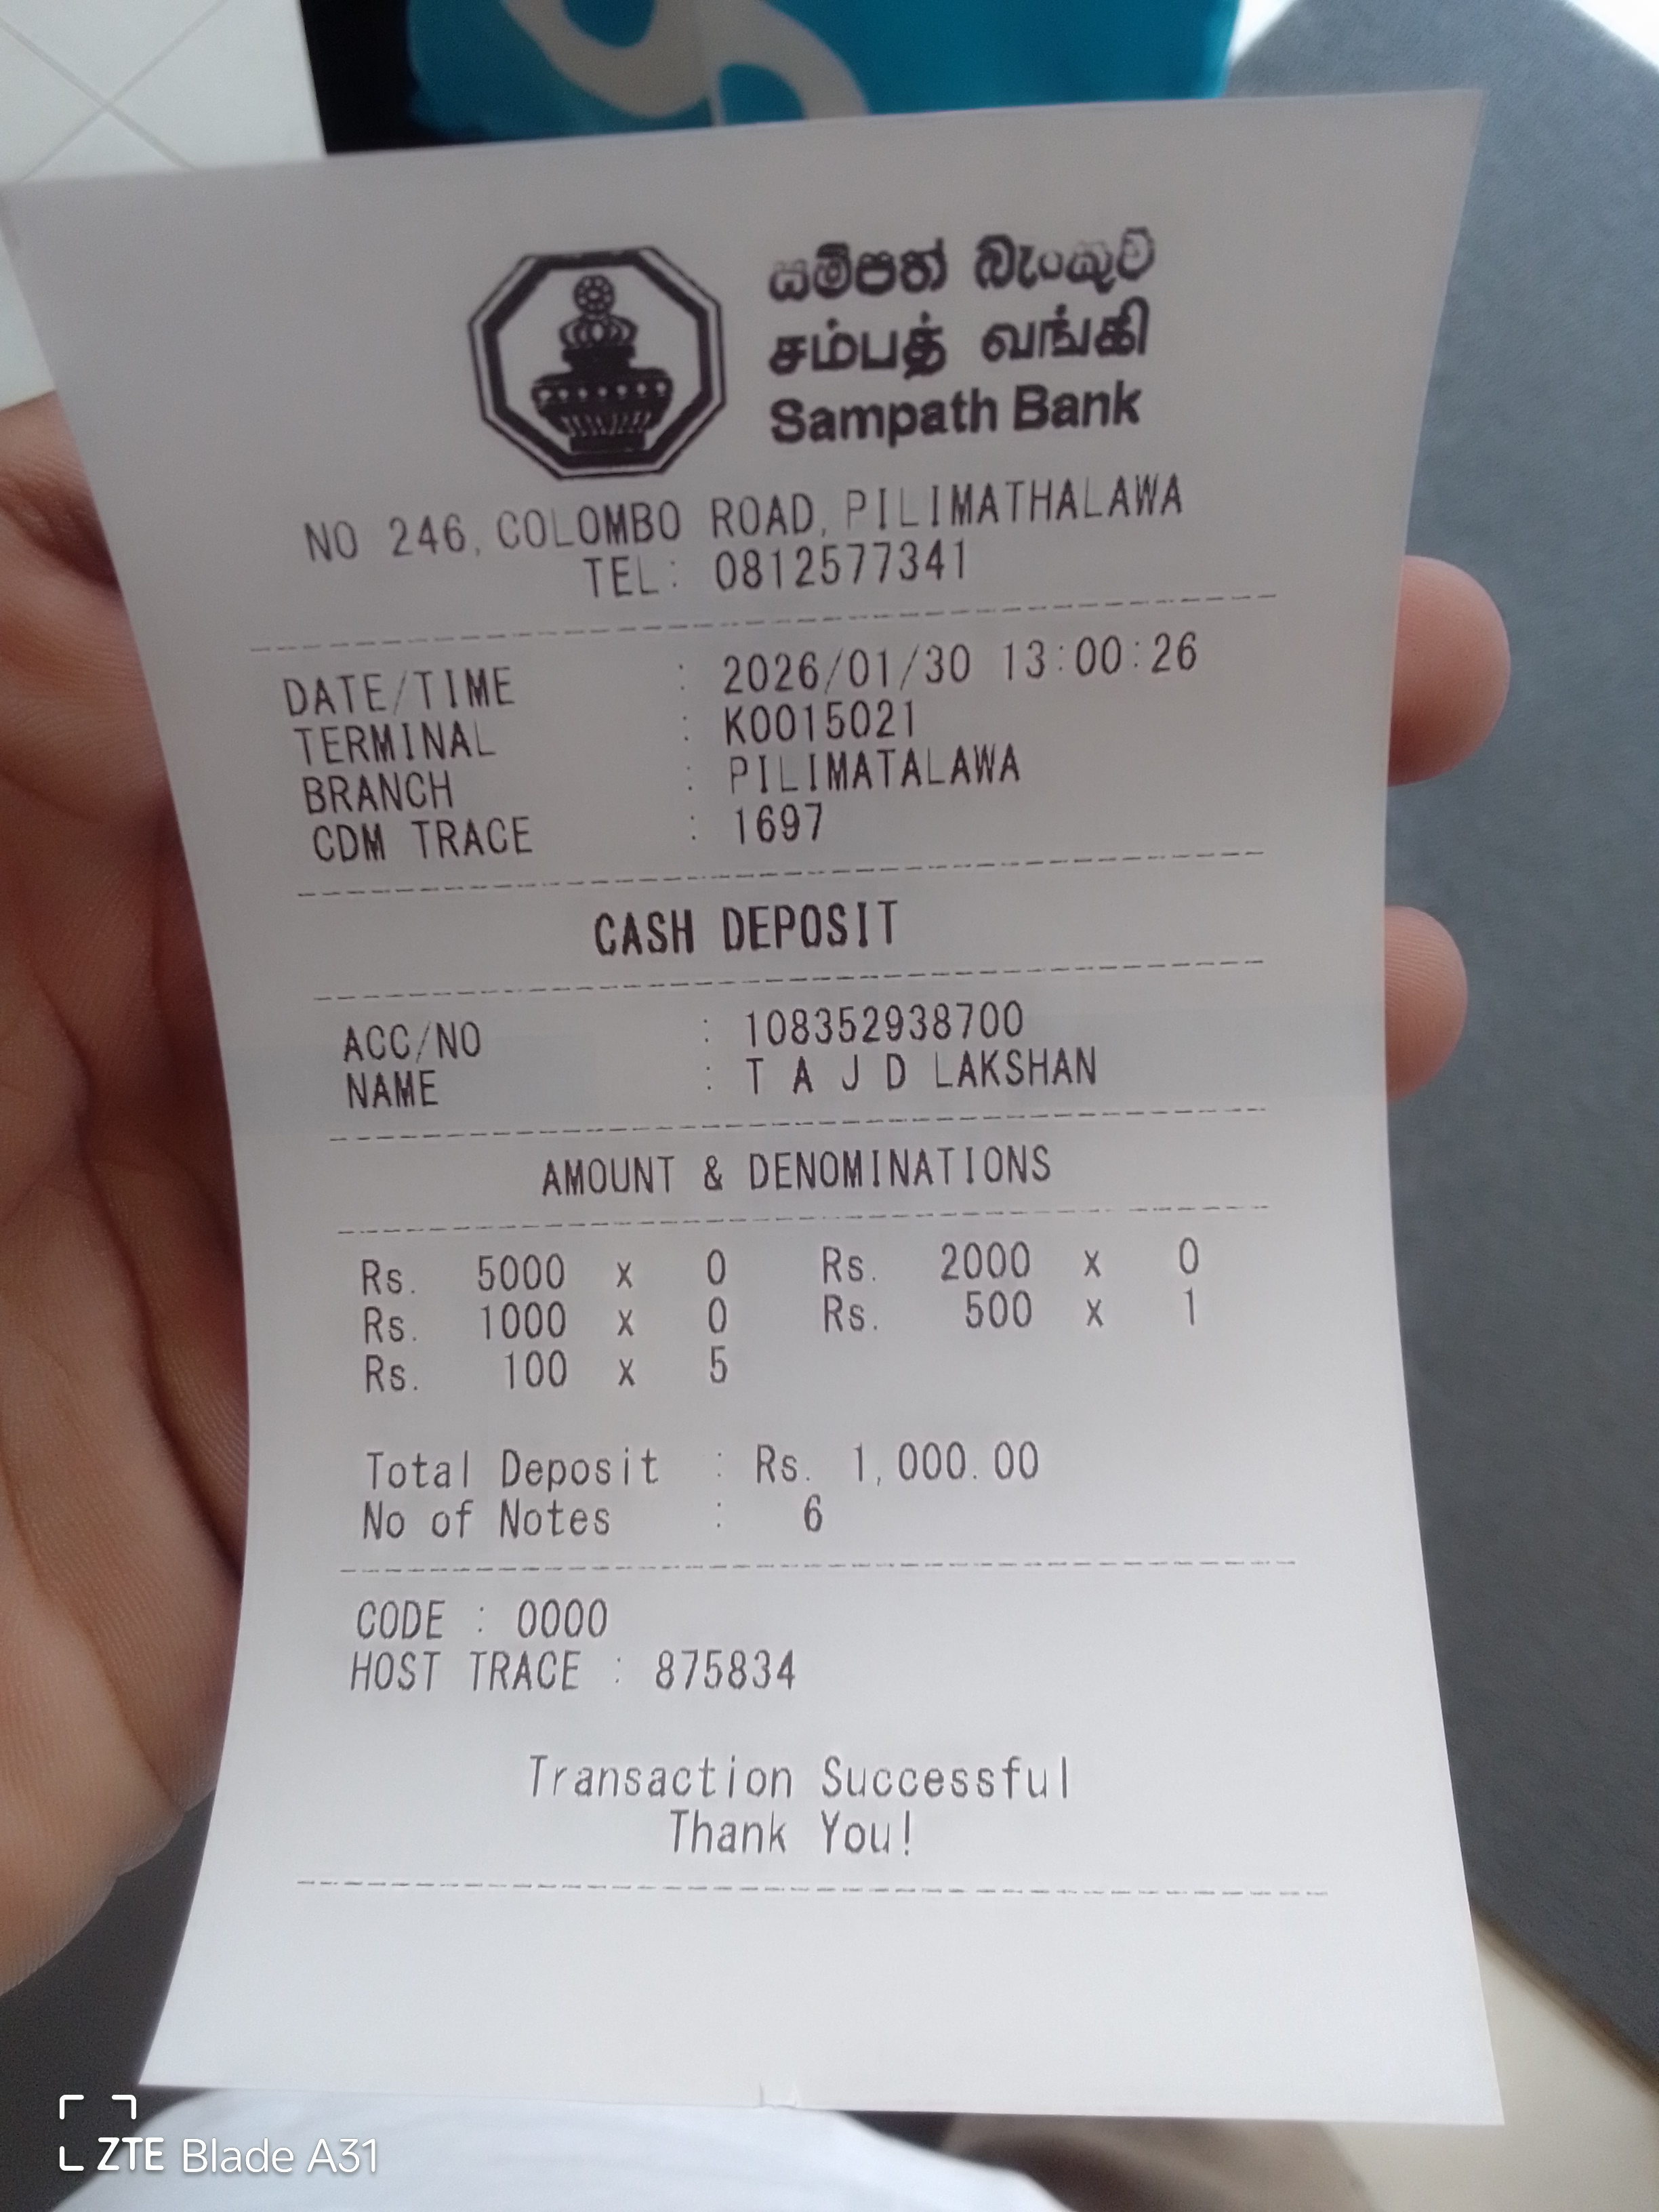 සම්පත් බැංකුව
சம்பத் வங்கி
Sampath Bank
NO 246, COLOMBO ROAD, PILIMATHALAWA
TEL: 0812577341
DATE/TIME : 2026/01/30 13:00:26
TERMINAL : K0015021
BRANCH : PILIMATALAWA
CDM TRACE : 1697
CASH DEPOSIT
ACC/NO : 108352938700
NAME : T A J D LAKSHAN
AMOUNT & DENOMINATIONS
Rs. 5000 x 0 Rs. 2000 x 0
Rs. 1000 x 0 Rs. 500 x 1
Rs. 100 x 5
Total Deposit : Rs. 1,000.00
No of Notes : 6
CODE : 0000
HOST TRACE : 875834
Transaction Successful
Thank You!
ZTE Blade A31